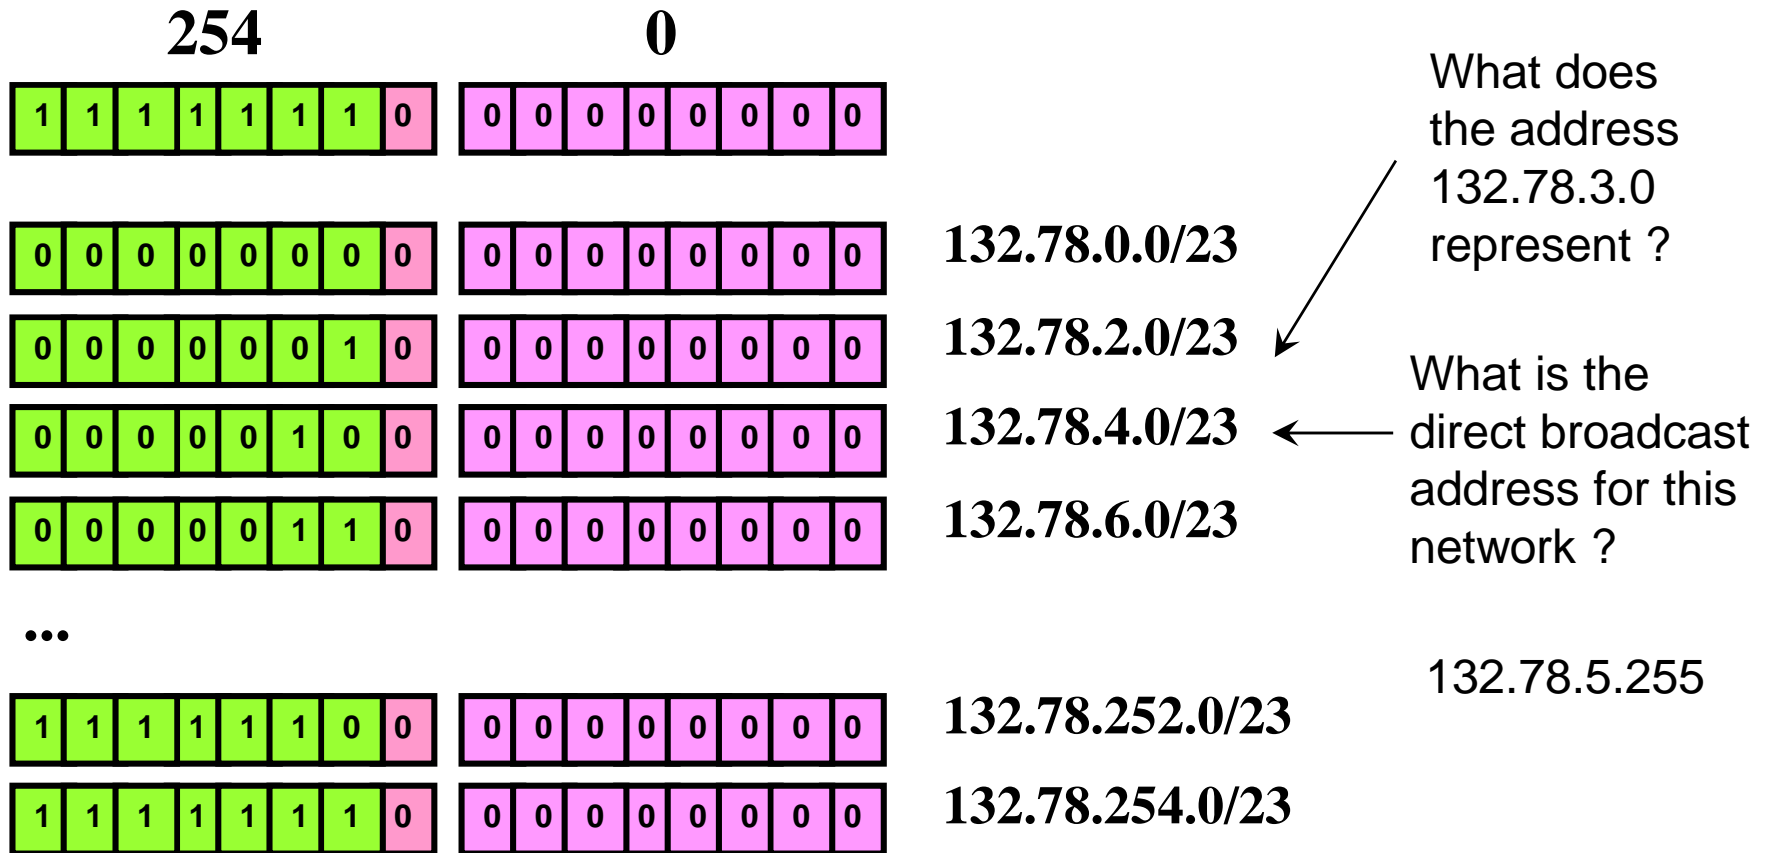 254 0
1 1 1 1 1 1 1 0 0 0 0 0 0 0 0 0
0 0 0 0 0 0 0 0 0 0 0 0 0 0 0 0 132.78.0.0/23
0 0 0 0 0 0 1 0 0 0 0 0 0 0 0 0 132.78.2.0/23
0 0 0 0 0 1 0 0 0 0 0 0 0 0 0 0 132.78.4.0/23
0 0 0 0 0 1 1 0 0 0 0 0 0 0 0 0 132.78.6.0/23
...
1 1 1 1 1 1 0 0 0 0 0 0 0 0 0 0 132.78.252.0/23
1 1 1 1 1 1 1 0 0 0 0 0 0 0 0 0 132.78.254.0/23
What does
the address
132.78.3.0
represent ?
What is the
direct broadcast
address for this
network ?
132.78.5.255